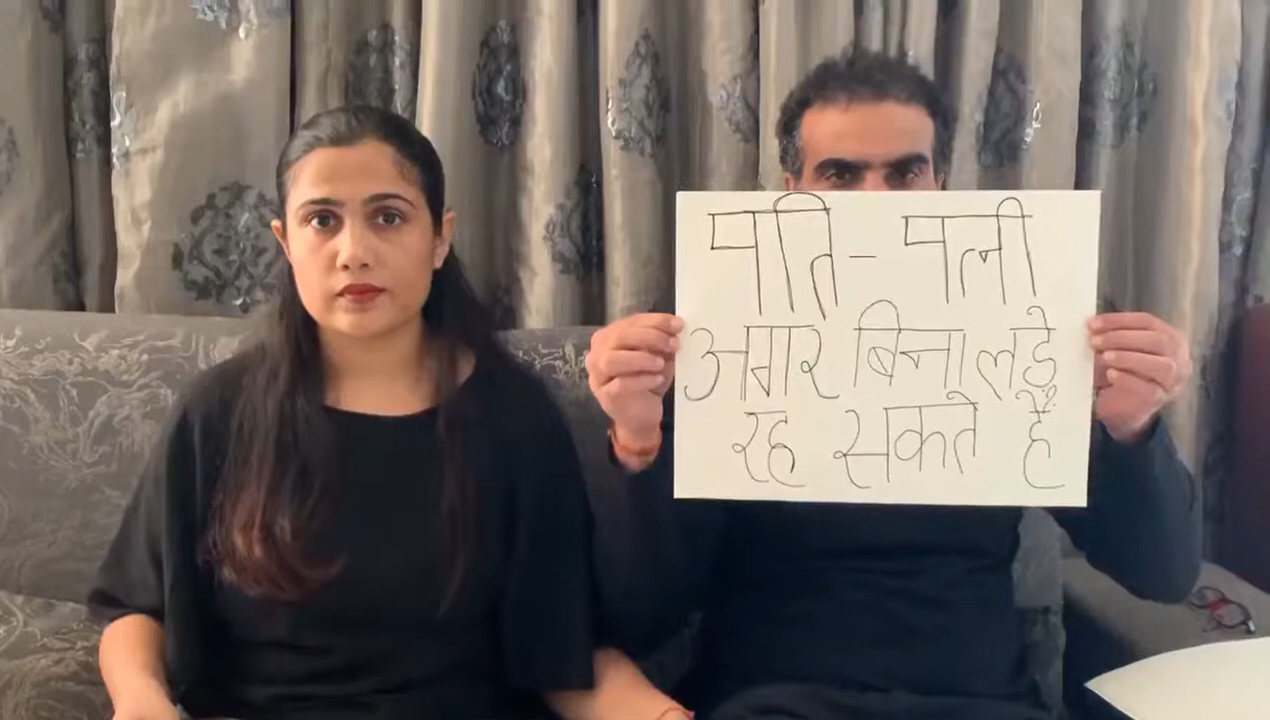 पति - पत्नी
अगर बिना लड़े
रह सकते हैं